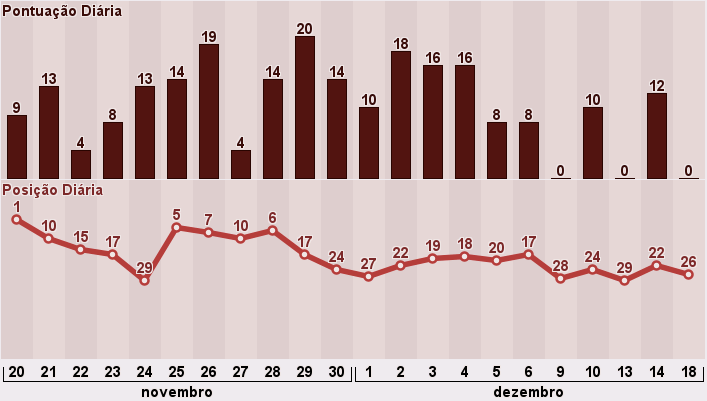 Pontuação Diária
9 13 4 8 13 14 19 4 14 20 14 10 18 16 16 8 8 0 10 0 12 0
Posição Diária
1 10 15 17 29 5 7 10 6 17 24 27 22 19 18 20 17 28 24 29 22 26
20 21 22 23 24 25 26 27 28 29 30 1 2 3 4 5 6 9 10 13 14 18
novembro dezembro